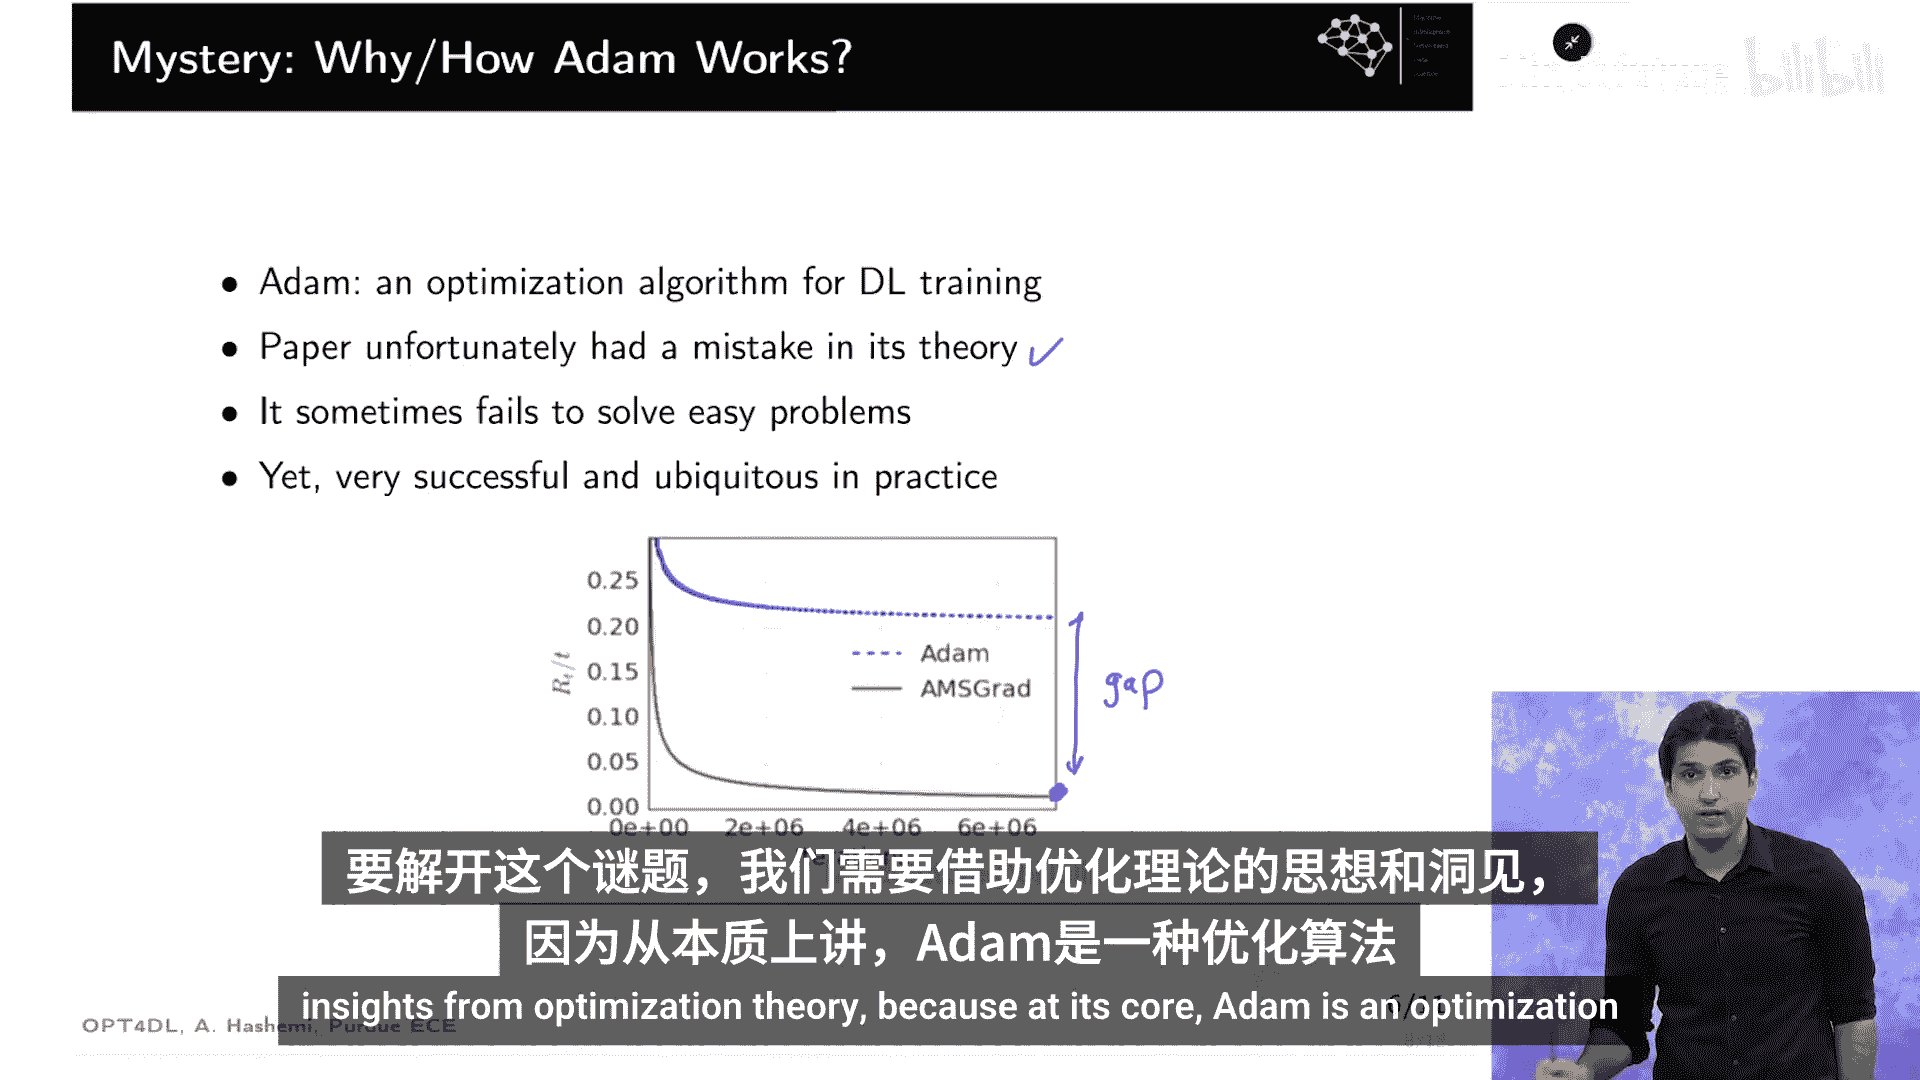 Mystery: Why/How Adam Works?
bilibili
• Adam: an optimization algorithm for DL training
• Paper unfortunately had a mistake in its theory ✓
• It sometimes fails to solve easy problems
• Yet, very successful and ubiquitous in practice
0.25
0.20
0.15
0.10
0.05
0.00
R_t/t
Adam
AMSGrad
gap
0e+00 2e+06 4e+06 6e+06
要解开这个谜题，我们需要借助优化理论的思想和洞见，
因为从本质上讲，Adam是一种优化算法
insights from optimization theory, because at its core, Adam is an optimization
OPT4DL, A. Hashemi, Purdue ECE